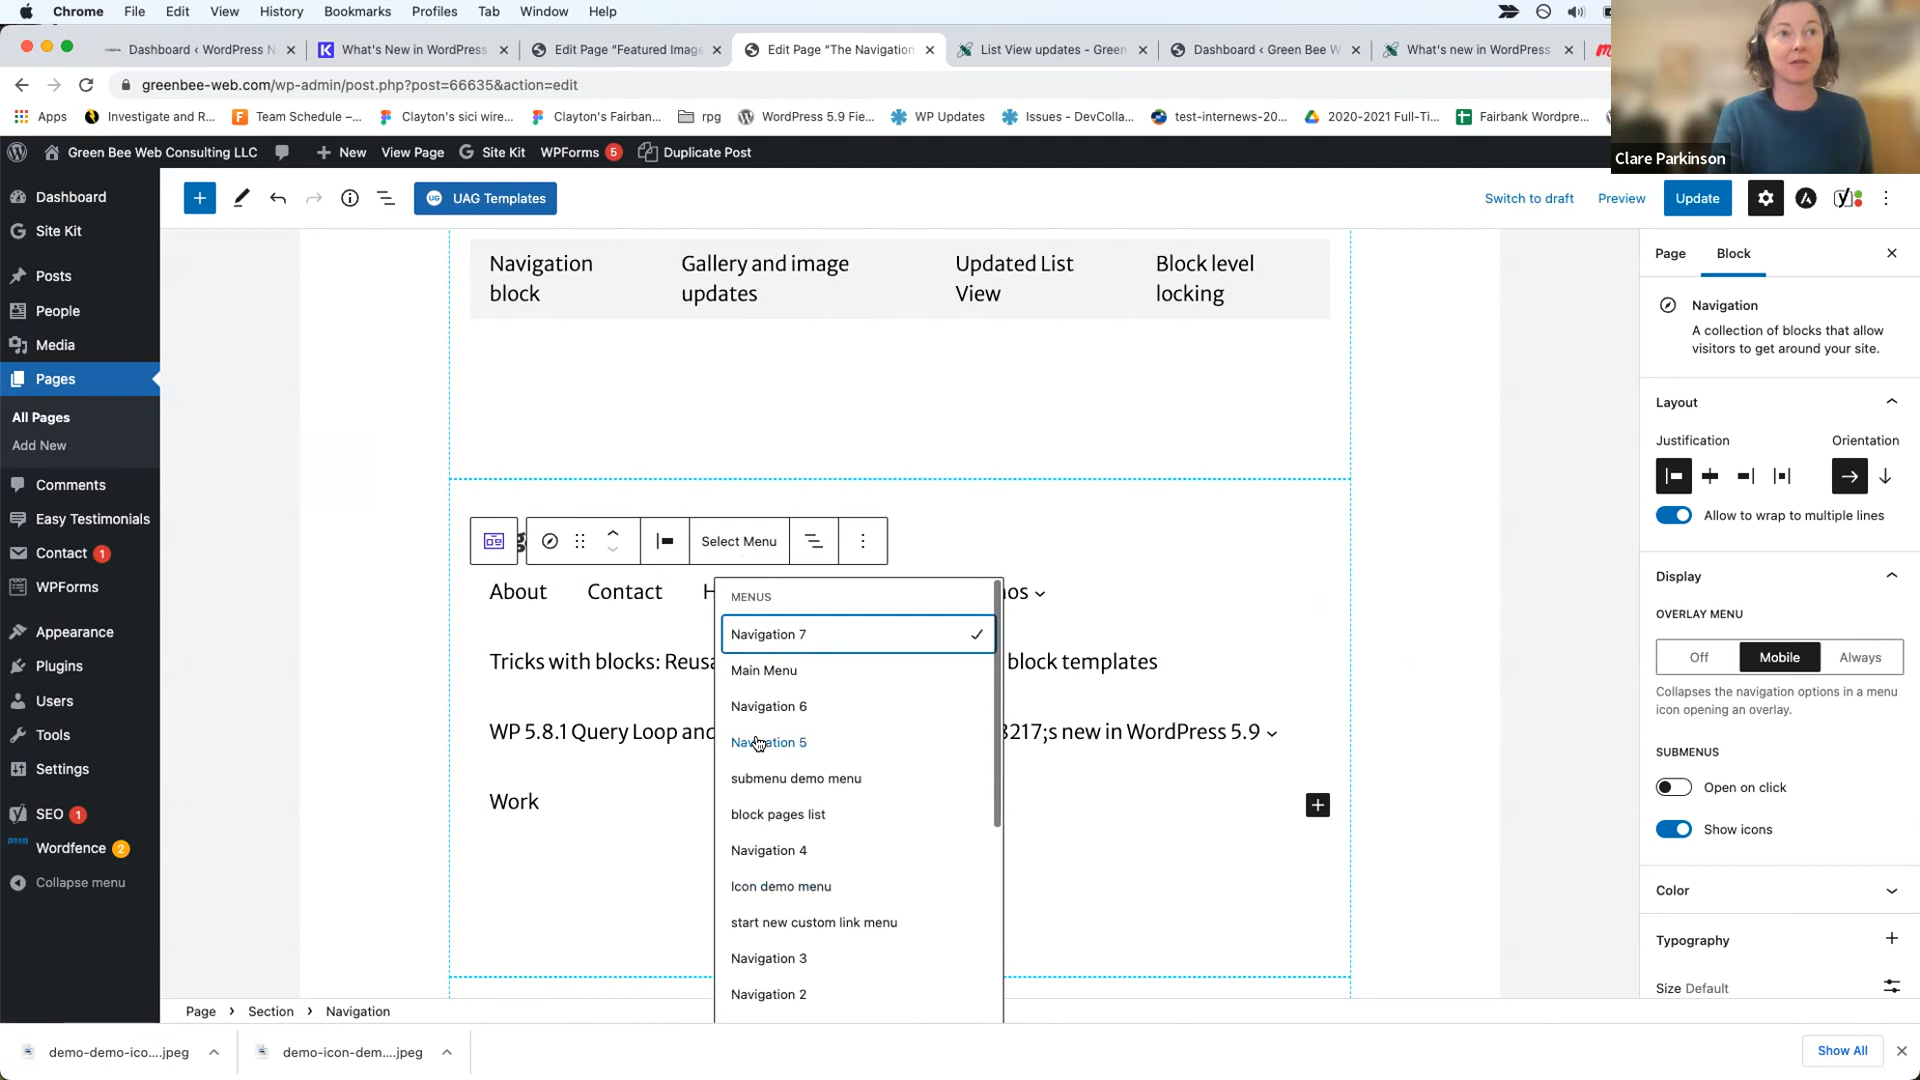 Chrome File Edit View History Bookmarks Profiles Tab Window Help
Dashboard ‹ WordPress N
What's New in WordPress
Edit Page "Featured Image
Edit Page "The Navigation
List View updates - Green
Dashboard ‹ Green Bee W
What's new in WordPress
greenbee-web.com/wp-admin/post.php?post=66635&action=edit
Apps Investigate and R... Team Schedule –... Clayton's sici wire... Clayton's Fairban... rpg WordPress 5.9 Fie... WP Updates Issues - DevColla... test-internews-20... 2020-2021 Full-Ti... Fairbank Wordpre...
Clare Parkinson
Green Bee Web Consulting LLC New View Page Site Kit WPForms 5 Duplicate Post
Dashboard
Site Kit
Posts
People
Media
Pages
All Pages
Add New
Comments
Easy Testimonials
Contact 1
WPForms
Appearance
Plugins
Users
Tools
Settings
SEO 1
Wordfence 2
Collapse menu
UAG Templates
Switch to draft Preview Update
Navigation block
Gallery and image updates
Updated List View
Block level locking
Select Menu
About Contact H
Tricks with blocks: Reusa block templates
WP 5.8.1 Query Loop and 8217;s new in WordPress 5.9
Work
MENUS
Navigation 7
Main Menu
Navigation 6
Navigation 5
submenu demo menu
block pages list
Navigation 4
Icon demo menu
start new custom link menu
Navigation 3
Navigation 2
Page Block
Navigation
A collection of blocks that allow
visitors to get around your site.
Layout
Justification Orientation
Allow to wrap to multiple lines
Display
OVERLAY MENU
Off Mobile Always
Collapses the navigation options in a menu
icon opening an overlay.
SUBMENUS
Open on click
Show icons
Color
Typography
Size Default
Page › Section › Navigation
demo-demo-ico....jpeg
demo-icon-dem....jpeg
Show All